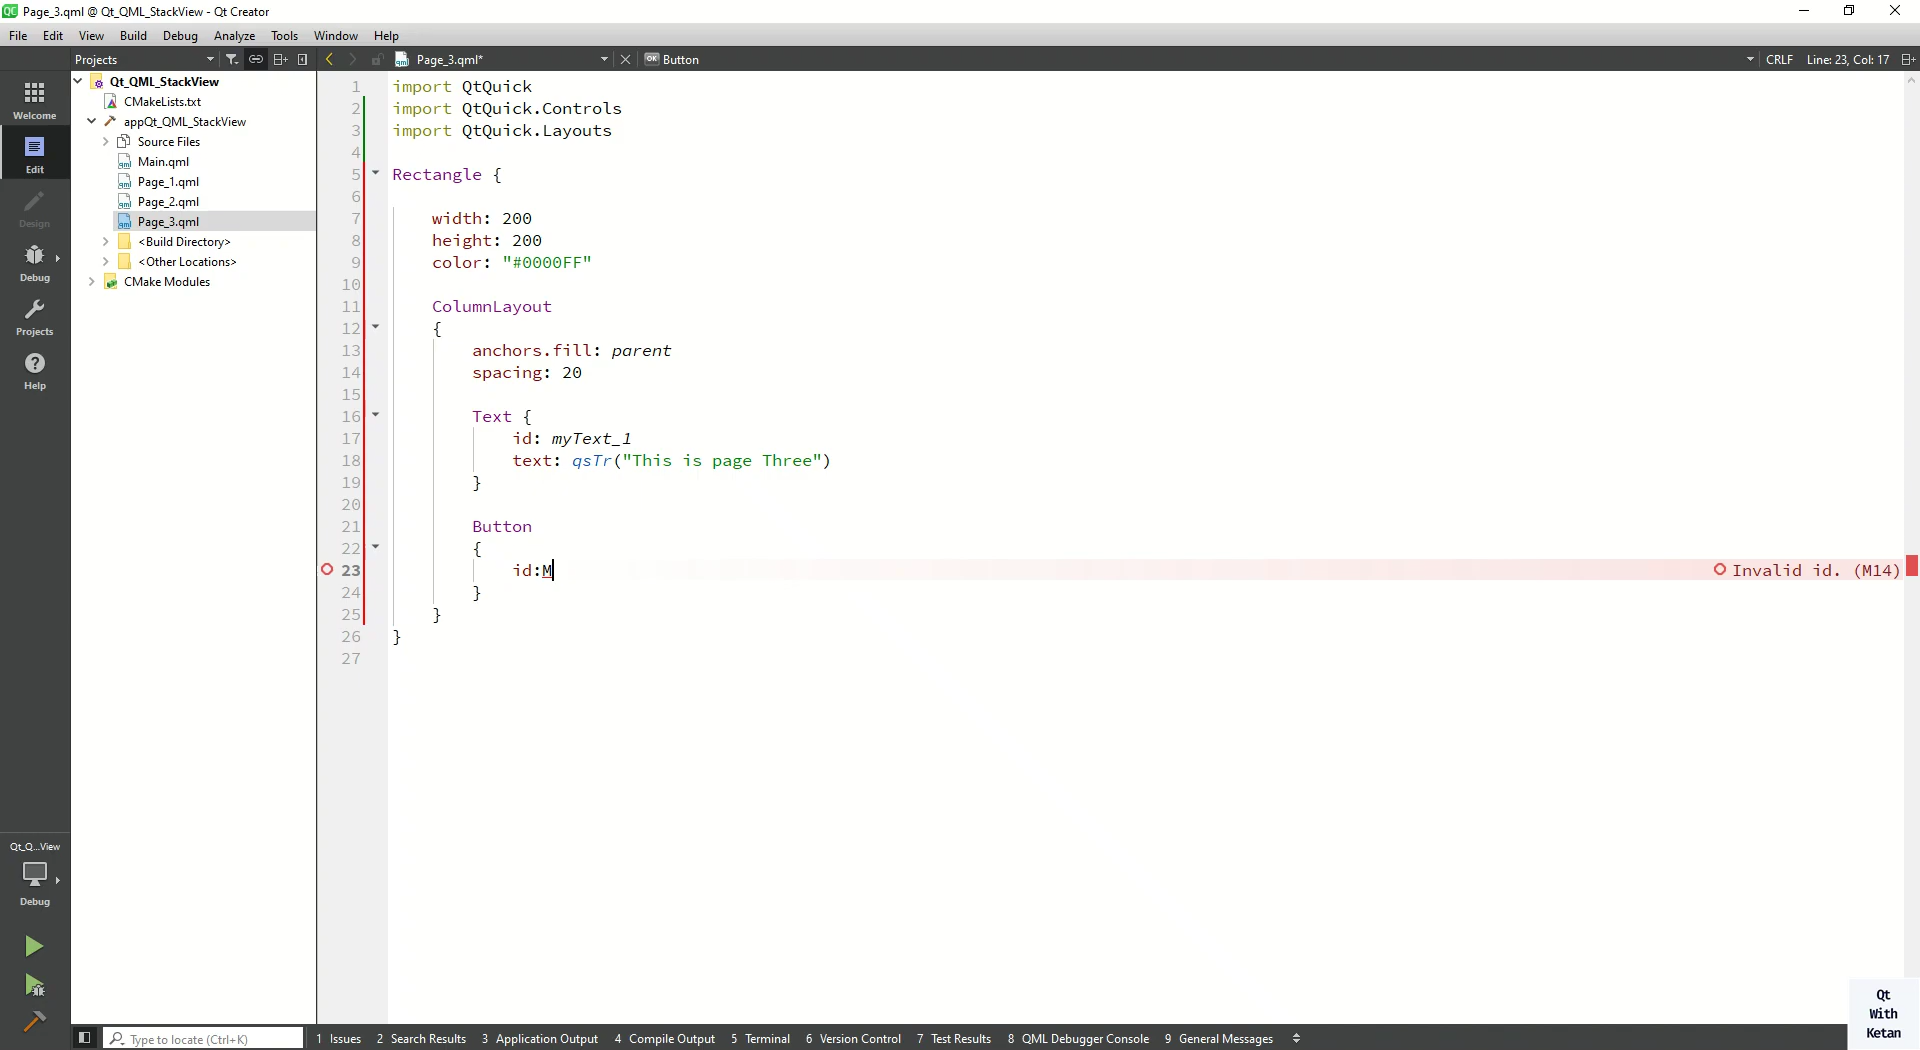 Page_3.qml @ Qt_QML_StackView - Qt Creator
File Edit View Build Debug Analyze Tools Window Help
Projects
Page_3.qml*
Button
CRLF
Line: 23, Col: 17
Welcome
Edit
Design
Debug
Projects
Help
Qt_QML_StackView
CMakeLists.txt
appQt_QML_StackView
Source Files
Main.qml
Page_1.qml
Page_2.qml
Page_3.qml
<Build Directory>
<Other Locations>
CMake Modules
1 import QtQuick
2 import QtQuick.Controls
3 import QtQuick.Layouts
4
5 Rectangle {
6
7 width: 200
8 height: 200
9 color: "#0000FF"
10
11 ColumnLayout
12 {
13 anchors.fill: parent
14 spacing: 20
15
16 Text {
17 id: myText_1
18 text: qsTr("This is page Three")
19 }
20
21 Button
22 {
23 id:M Invalid id. (M14)
24 }
25 }
26 }
27
Qt_Q...View
Debug
Type to locate (Ctrl+K)
1 Issues 2 Search Results 3 Application Output 4 Compile Output 5 Terminal 6 Version Control 7 Test Results 8 QML Debugger Console 9 General Messages
Qt
With
Ketan